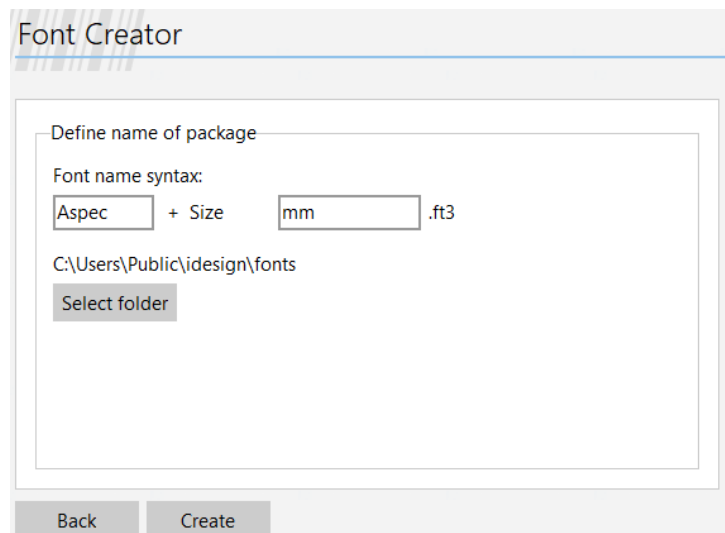 Font Creator
Define name of package
Font name syntax:
Aspec + Size mm .ft3
C:\Users\Public\idesign\fonts
Select folder
Back Create